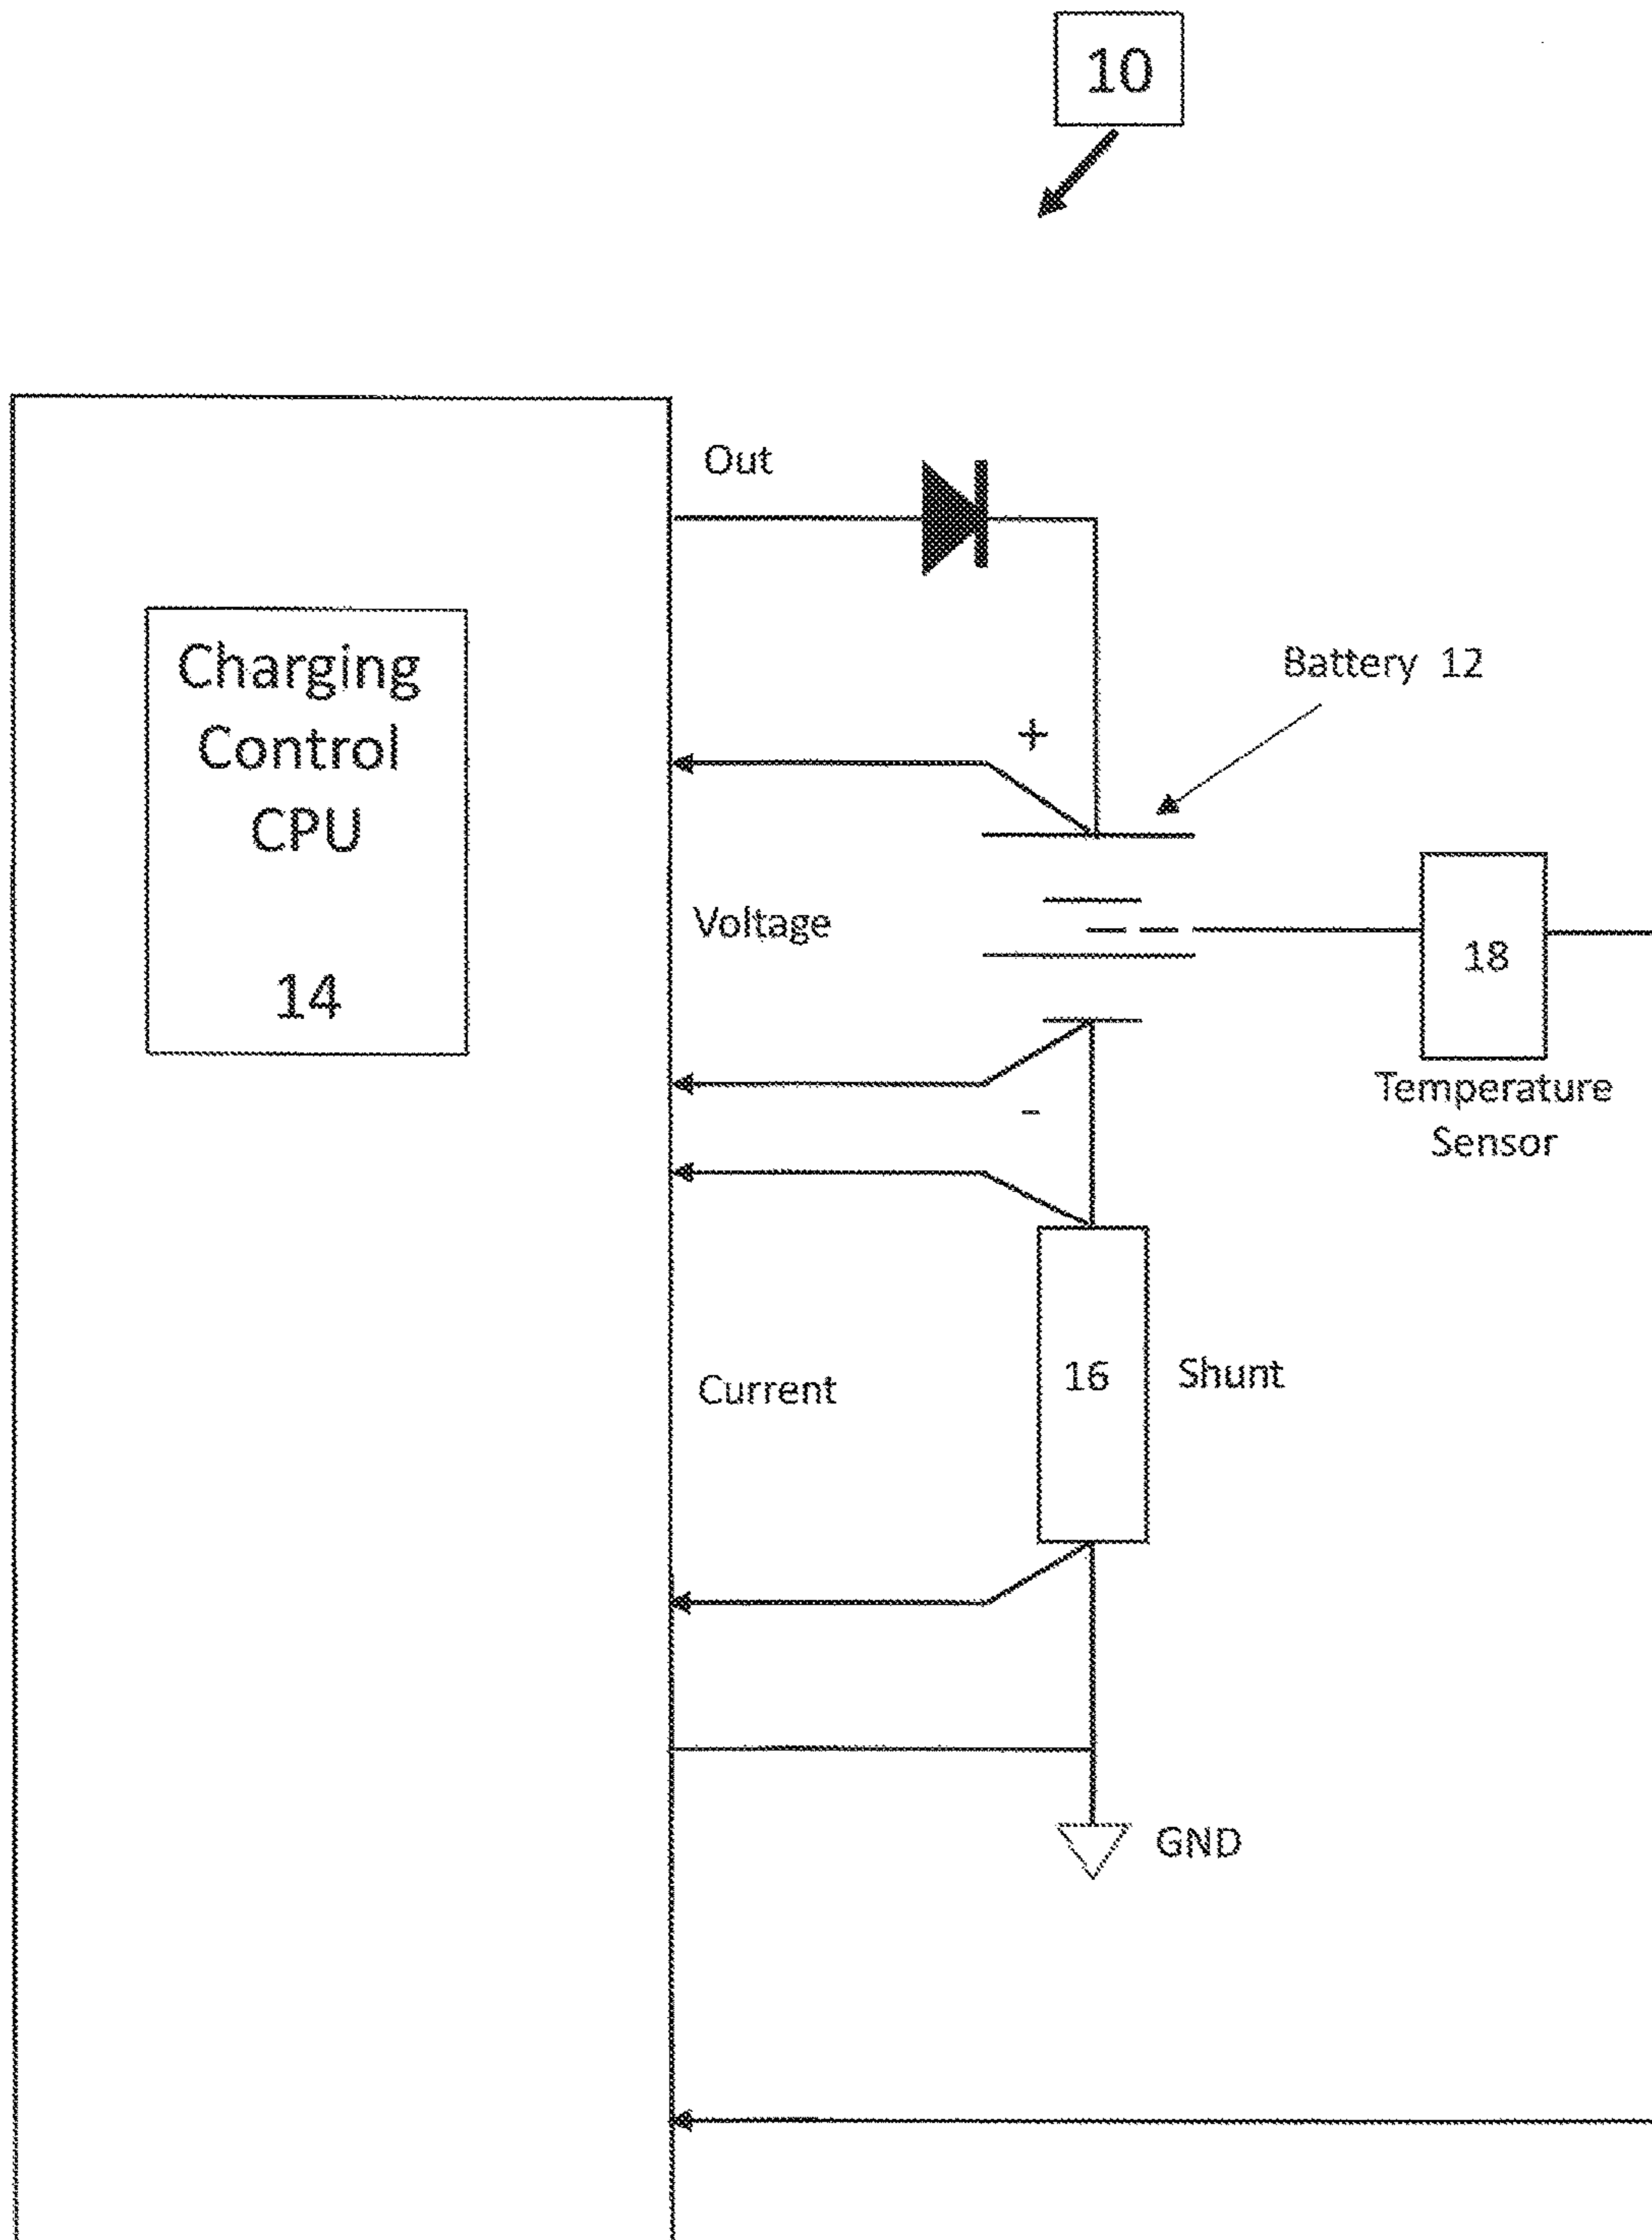 10
Out
Charging
Control
CPU
14
Battery 12
+
Voltage
18
Temperature
Sensor
-
16
Shunt
Current
GND